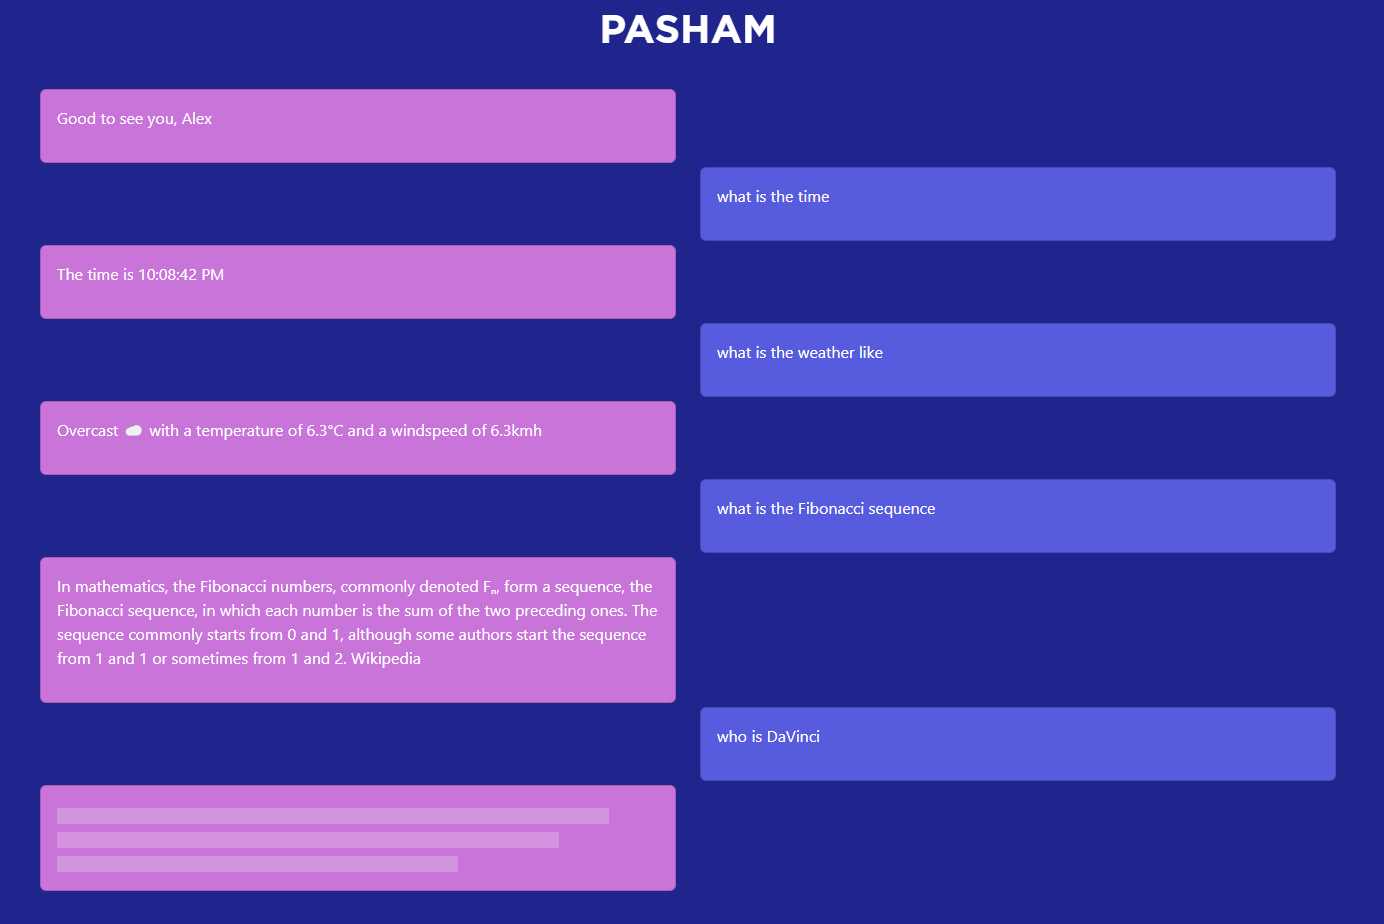 PASHAM
Good to see you, Alex
what is the time
The time is 10:08:42 PM
what is the weather like
Overcast ☁ with a temperature of 6.3°C and a windspeed of 6.3kmh
what is the Fibonacci sequence
In mathematics, the Fibonacci numbers, commonly denoted Fₙ, form a sequence, the
Fibonacci sequence, in which each number is the sum of the two preceding ones. The
sequence commonly starts from 0 and 1, although some authors start the sequence
from 1 and 1 or sometimes from 1 and 2. Wikipedia
who is DaVinci